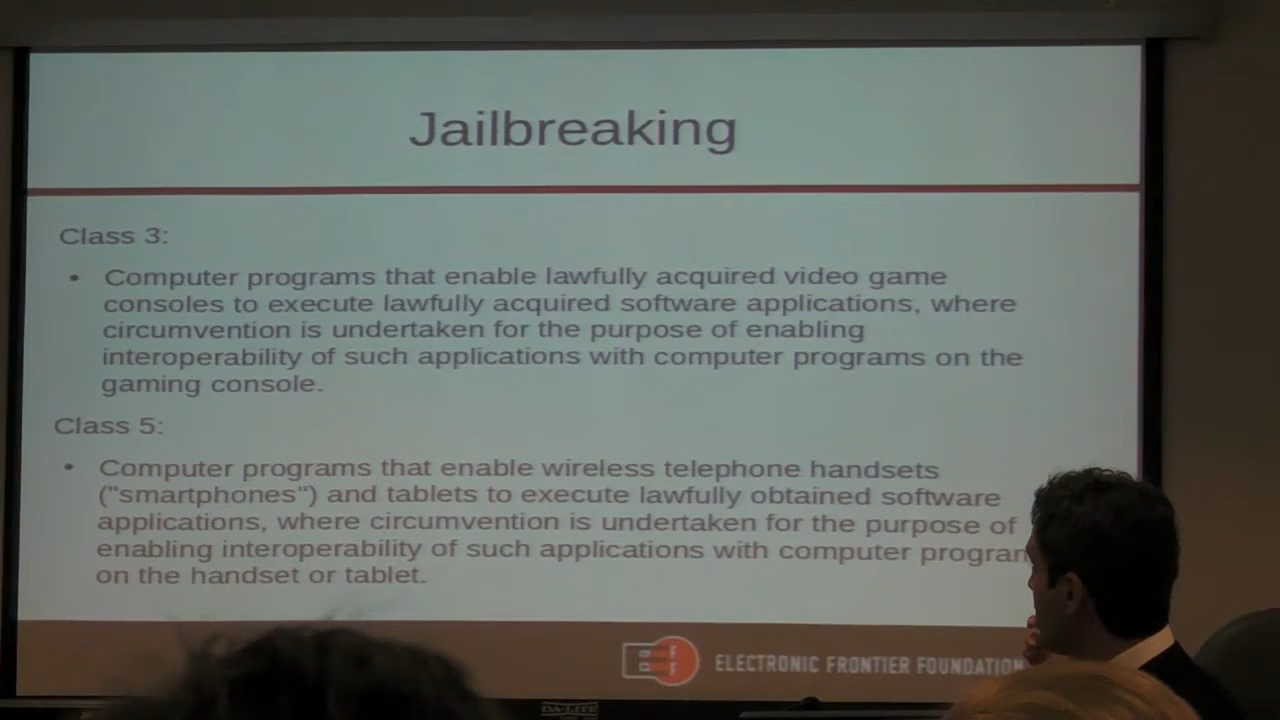 Jailbreaking
Class 3:
• Computer programs that enable lawfully acquired video game
consoles to execute lawfully acquired software applications, where
circumvention is undertaken for the purpose of enabling
interoperability of such applications with computer programs on the
gaming console.
Class 5:
• Computer programs that enable wireless telephone handsets
("smartphones") and tablets to execute lawfully obtained software
applications, where circumvention is undertaken for the purpose of
enabling interoperability of such applications with computer program
on the handset or tablet.
EFF ELECTRONIC FRONTIER FOUNDATION
DA-LITE